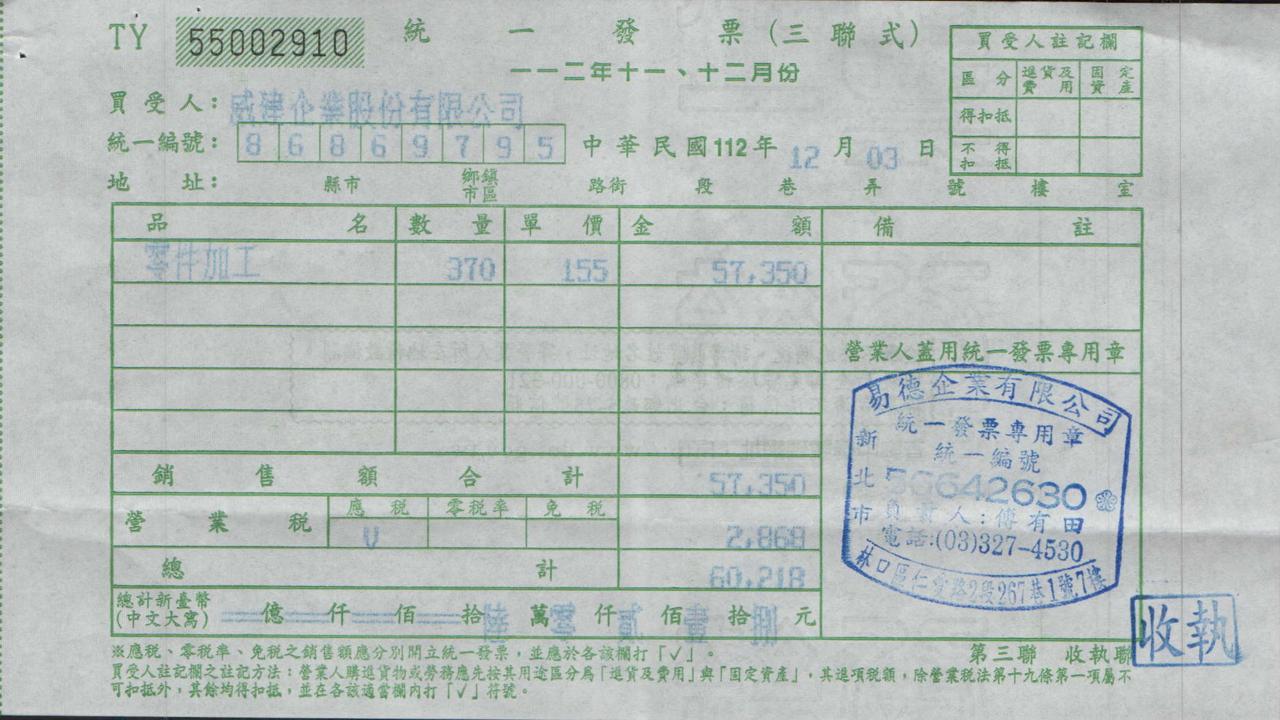 TY 55002910 統一發票(三聯式)
一一二年十一、十二月份
買受人註記欄
區分 進貨及費用 固定資產
得扣抵
不得扣抵
買受人: 威建企業股份有限公司
統一編號: 86869795 中華民國112年12月03日
地址: 縣市 鄉鎮市區 路街 段 巷 弄 號 樓 室
品名 數量 單價 金額 備註
零件加工 370 155 57,350
營業人蓋用統一發票專用章
銷售額合計 57,350
營業稅 應稅 零稅率 免稅
V 2,868
總計 60,218
總計新臺幣(中文大寫) 億 仟 佰 拾陸萬零仟貳佰壹拾捌元
易德企業有限公司
統一發票專用章
統一編號
56642630
負責人:傅有田
電話:(03)327-4530
新北市
林口區仁愛路2段267巷1號7樓
※應稅、零稅率、免稅之銷售額應分別開立統一發票,並應於各該欄打「✓」。
第三聯 收執聯
收執
買受人註記欄之註記方法:營業人購進貨物或勞務應先按其用途區分為「進貨及費用」與「固定資產」,其進項稅額,除營業稅法第十九條第一項屬不
可扣抵外,其餘均得扣抵,並在各該適當欄內打「✓」符號。